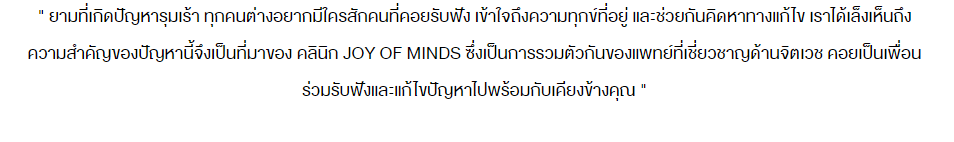 " ยามที่เกิดปัญหารุมเร้า ทุกคนต่างอยากมีใครสักคนที่คอยรับฟัง เข้าใจถึงความทุกข์ที่อยู่ และช่วยกันคิดหาทางแก้ไข เราได้เล็งเห็นถึง
ความสำคัญของปัญหานี้จึงเป็นที่มาของ คลินิก JOY OF MINDS ซึ่งเป็นการรวมตัวกันของแพทย์ที่เชี่ยวชาญด้านจิตเวช คอยเป็นเพื่อน
ร่วมรับฟังและแก้ไขปัญหาไปพร้อมกับเคียงข้างคุณ "